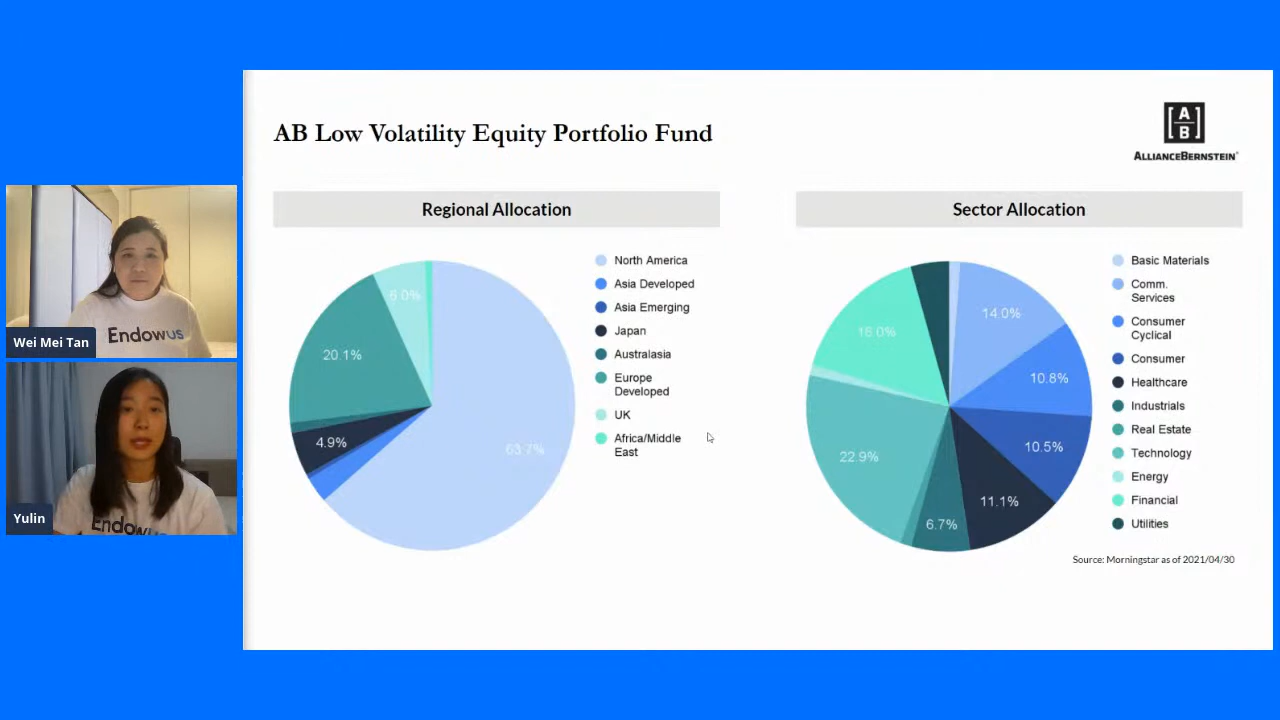 AB Low Volatility Equity Portfolio Fund
[A
B]
ALLIANCEBERNSTEIN
Regional Allocation
North America
Asia Developed
Asia Emerging
Japan
Australasia
Europe
Developed
UK
Africa/Middle
East
6.0%
20.1%
4.9%
63.7%
Sector Allocation
Basic Materials
Comm.
Services
Consumer
Cyclical
Consumer
Healthcare
Industrials
Real Estate
Technology
Energy
Financial
Utilities
14.0%
10.8%
10.5%
11.1%
6.7%
22.9%
Source: Morningstar as of 2021/04/30
Endowus
Wei Mei Tan
Endowus
Yulin